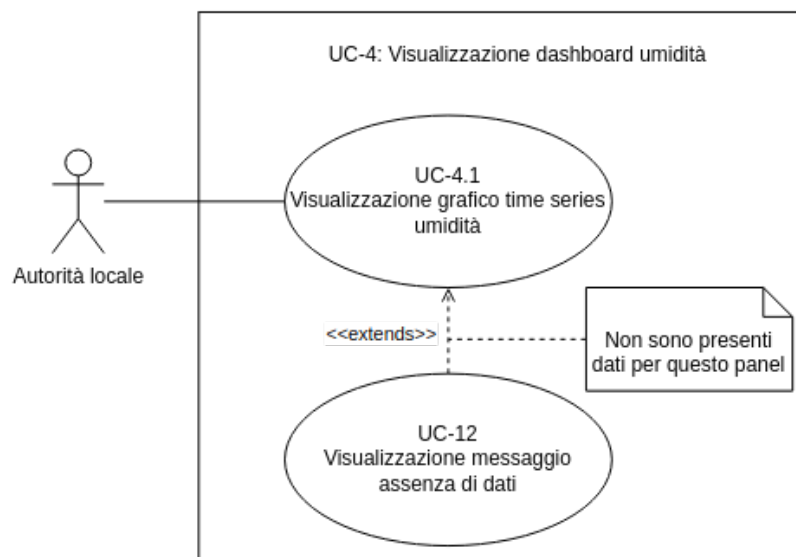 UC-4: Visualizzazione dashboard umidità
UC-4.1
Visualizzazione grafico time series
umidità
Autorità locale
<<extends>>
Non sono presenti
dati per questo panel
UC-12
Visualizzazione messaggio
assenza di dati